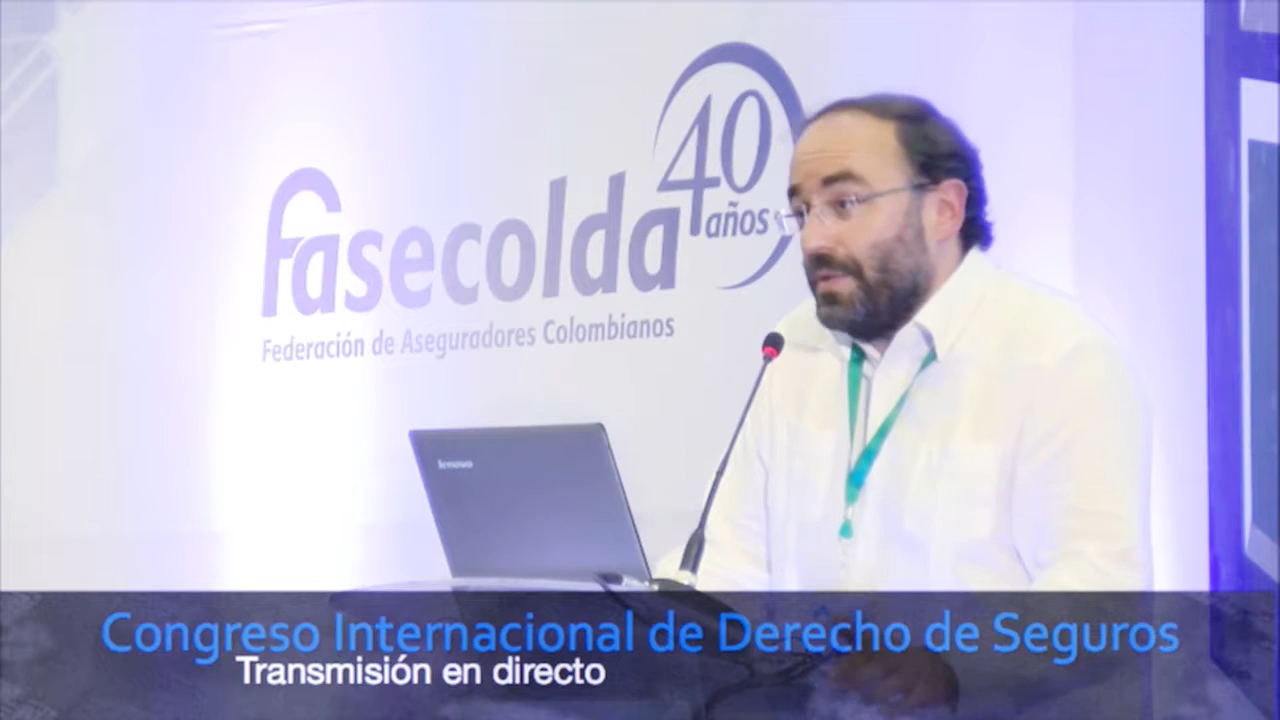 40
años
fasecolda
Federación de Aseguradores Colombianos
lenovo
Congreso Internacional de Derecho de Seguros
Transmisión en directo